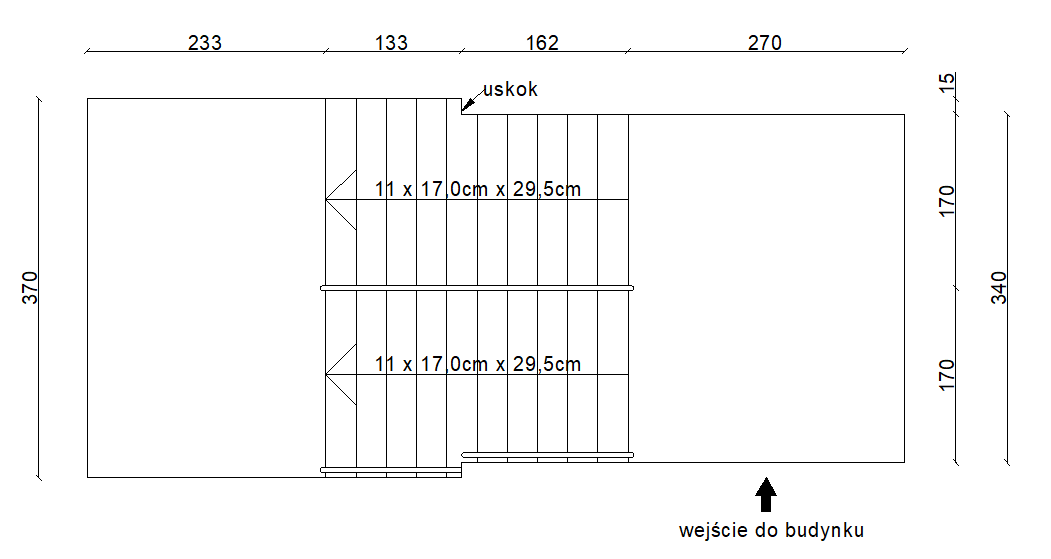 233
133
162
270
uskok
15
11 x 17,0cm x 29,5cm
170
370
340
11 x 17,0cm x 29,5cm
170
wejście do budynku